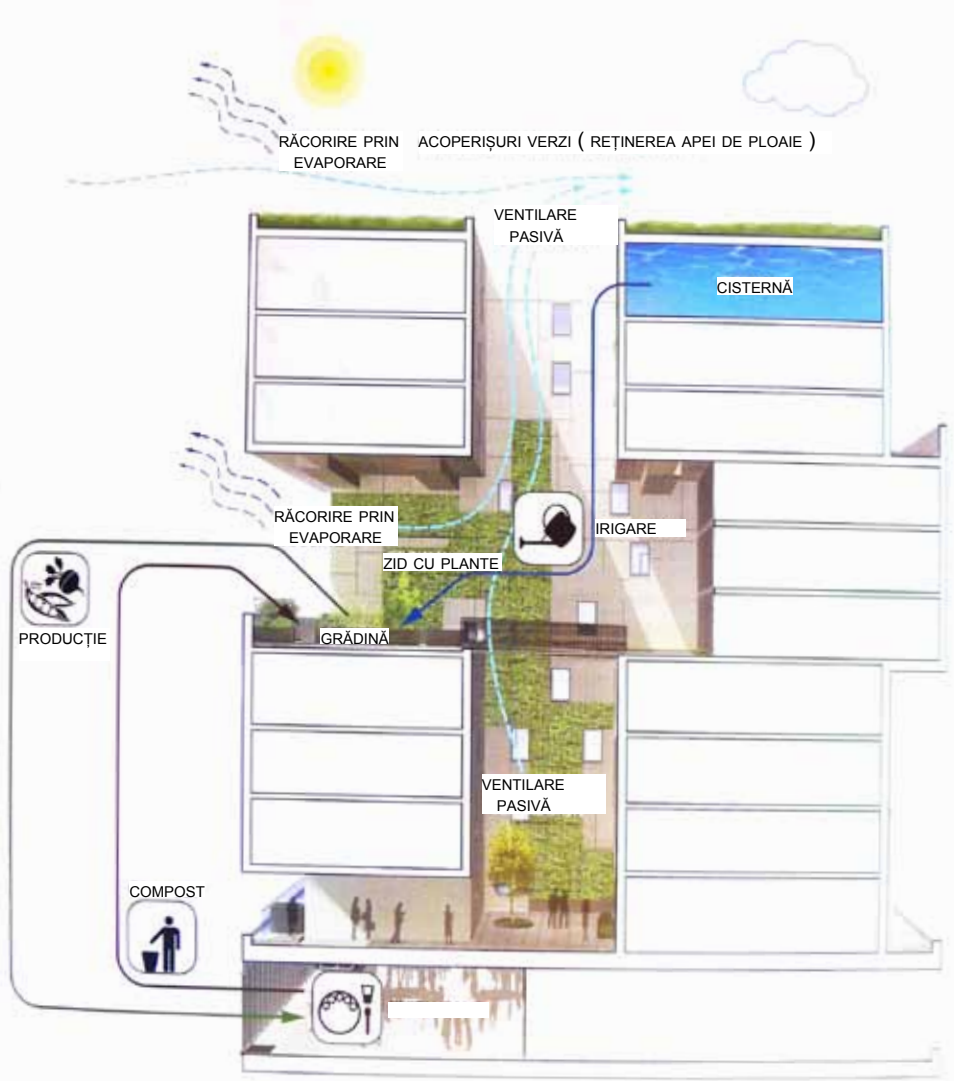 RĂCORIRE PRIN
EVAPORARE
ACOPERIȘURI VERZI ( REȚINEREA APEI DE PLOAIE )
VENTILARE
PASIVĂ
CISTERNĂ
RĂCORIRE PRIN
EVAPORARE
IRIGARE
ZID CU PLANTE
PRODUCȚIE
GRĂDINĂ
VENTILARE
PASIVĂ
COMPOST